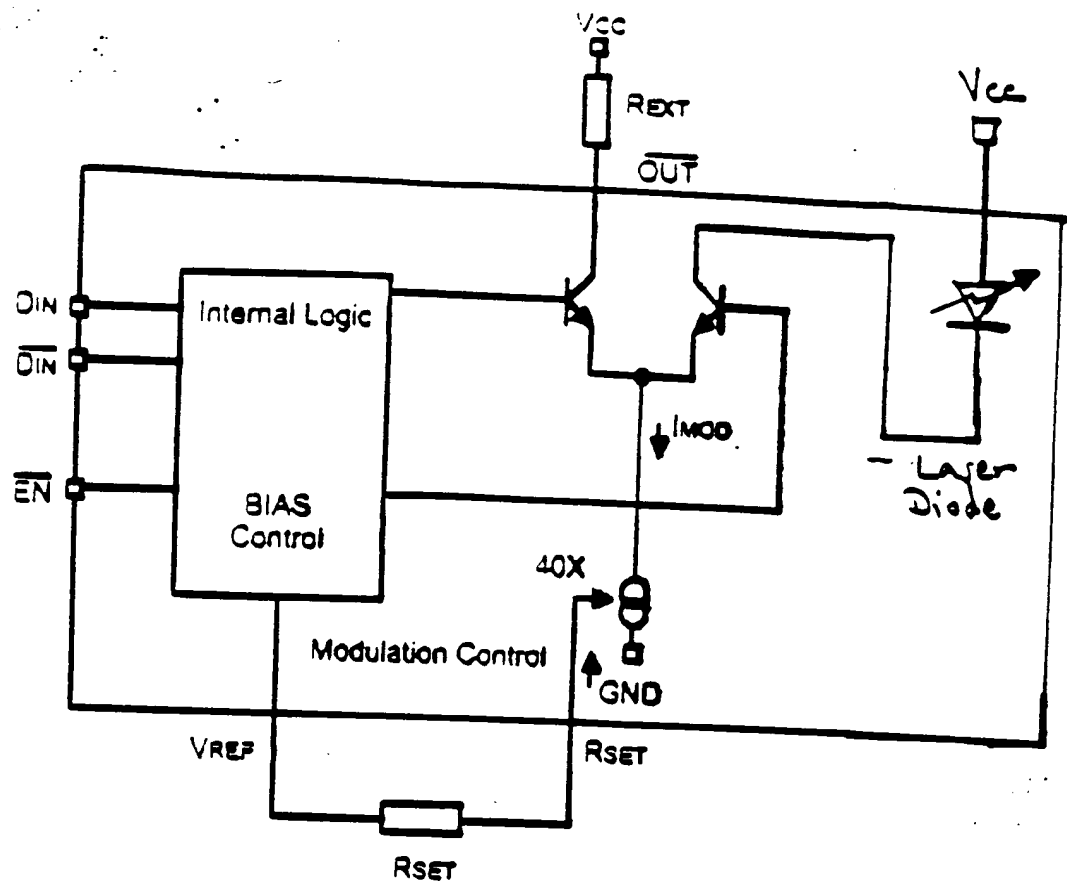 VCC
REXT
VCC
OUT
DIN
DIN
EN
Internal Logic
BIAS
Control
IMOD
- Laser
Diode
40X
Modulation Control
GND
VREF
RSET
RSET